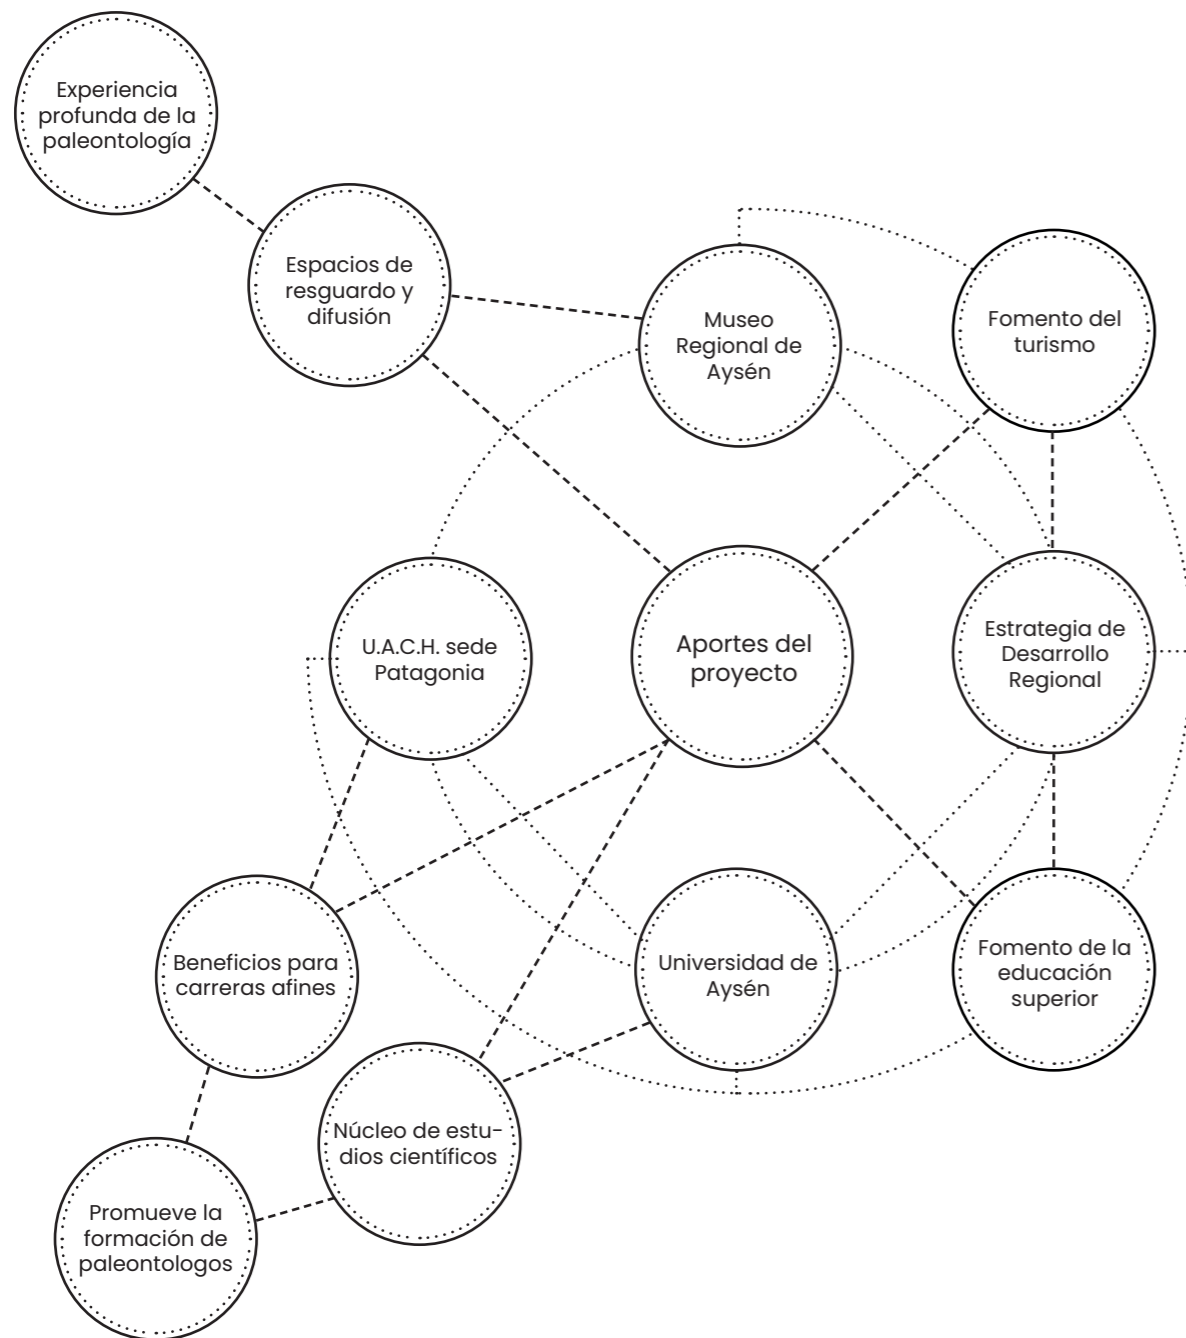 Experiencia
profunda de la
paleontología
Espacios de
resguardo y
difusión
Museo
Regional de
Aysén
Fomento del
turismo
U.A.C.H. sede
Patagonia
Aportes del
proyecto
Estrategia de
Desarrollo
Regional
Beneficios para
carreras afines
Universidad de
Aysén
Fomento de la
educación
superior
Núcleo de estu-
dios científicos
Promueve la
formación de
paleontologos